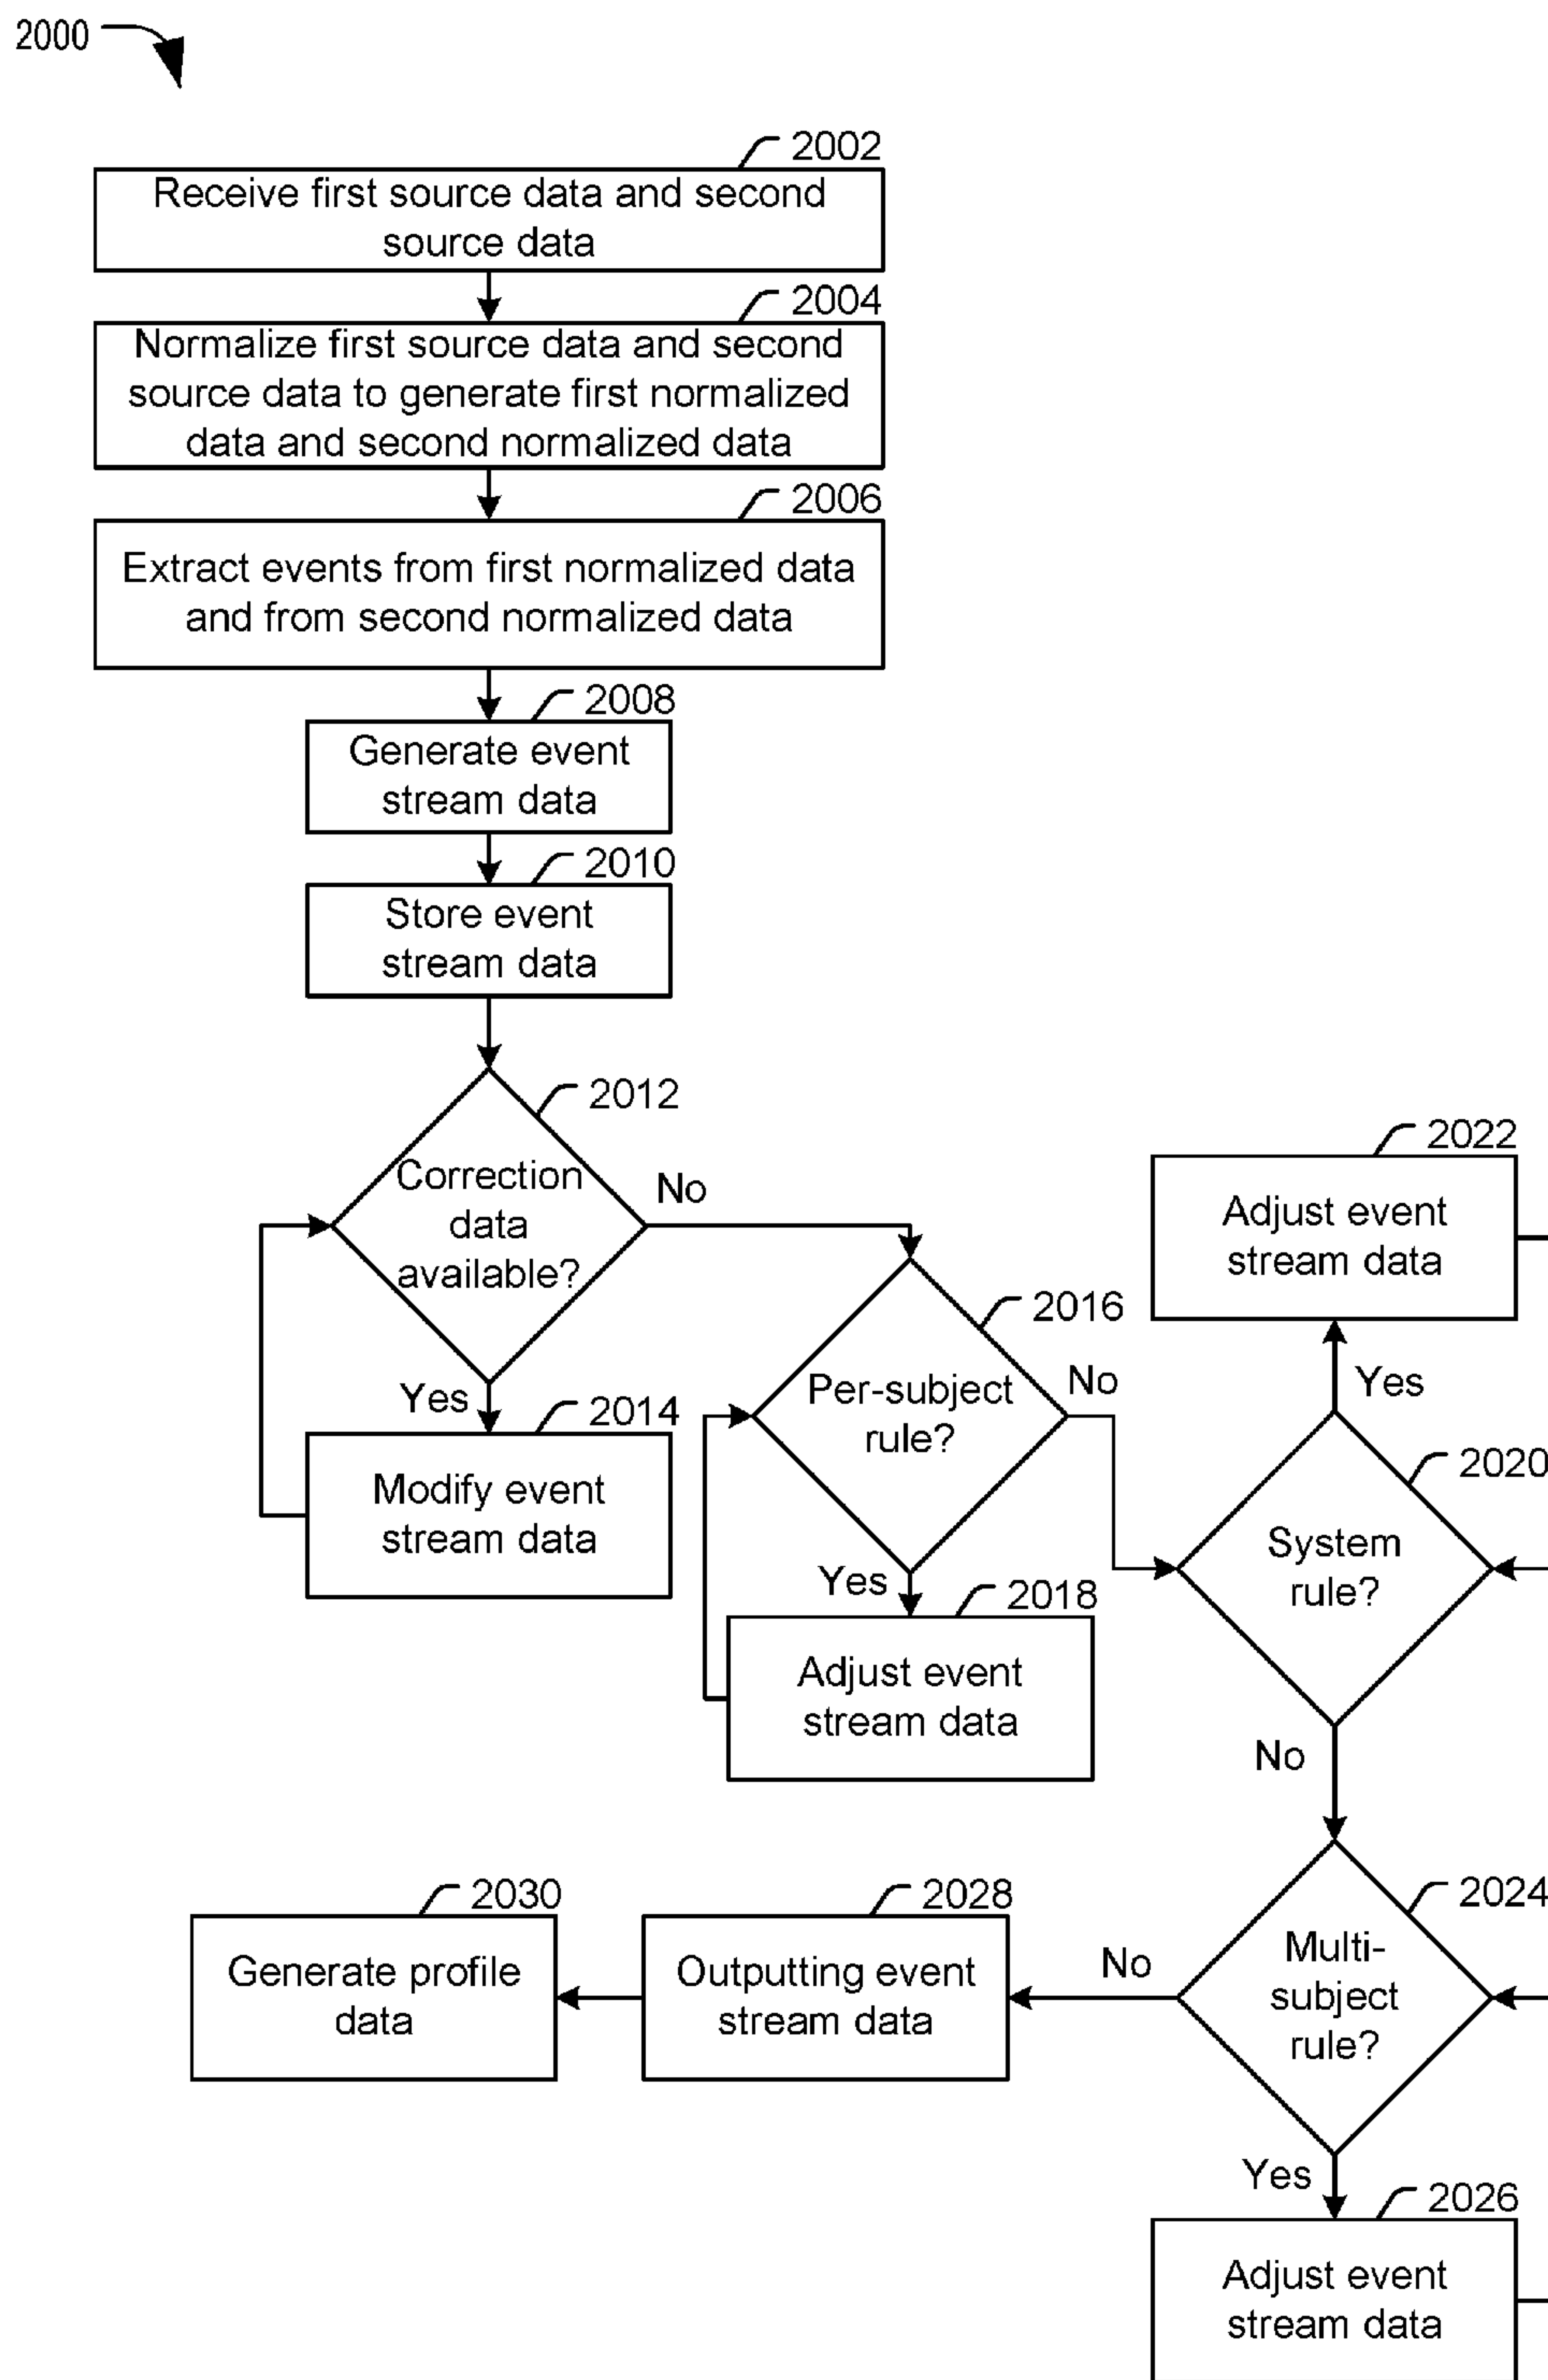 2000
2002
Receive first source data and second
source data
2004
Normalize first source data and second
source data to generate first normalized
data and second normalized data
2006
Extract events from first normalized data
and from second normalized data
2008
Generate event
stream data
2010
Store event
stream data
2012
Correction
data
available?
No
Yes
2014
Modify event
stream data
2016
Per-subject
rule?
No
Yes
2018
Adjust event
stream data
2022
Adjust event
stream data
Yes
2020
System
rule?
No
2024
Multi-
subject
rule?
No
Yes
2026
Adjust event
stream data
2028
Outputting event
stream data
2030
Generate profile
data